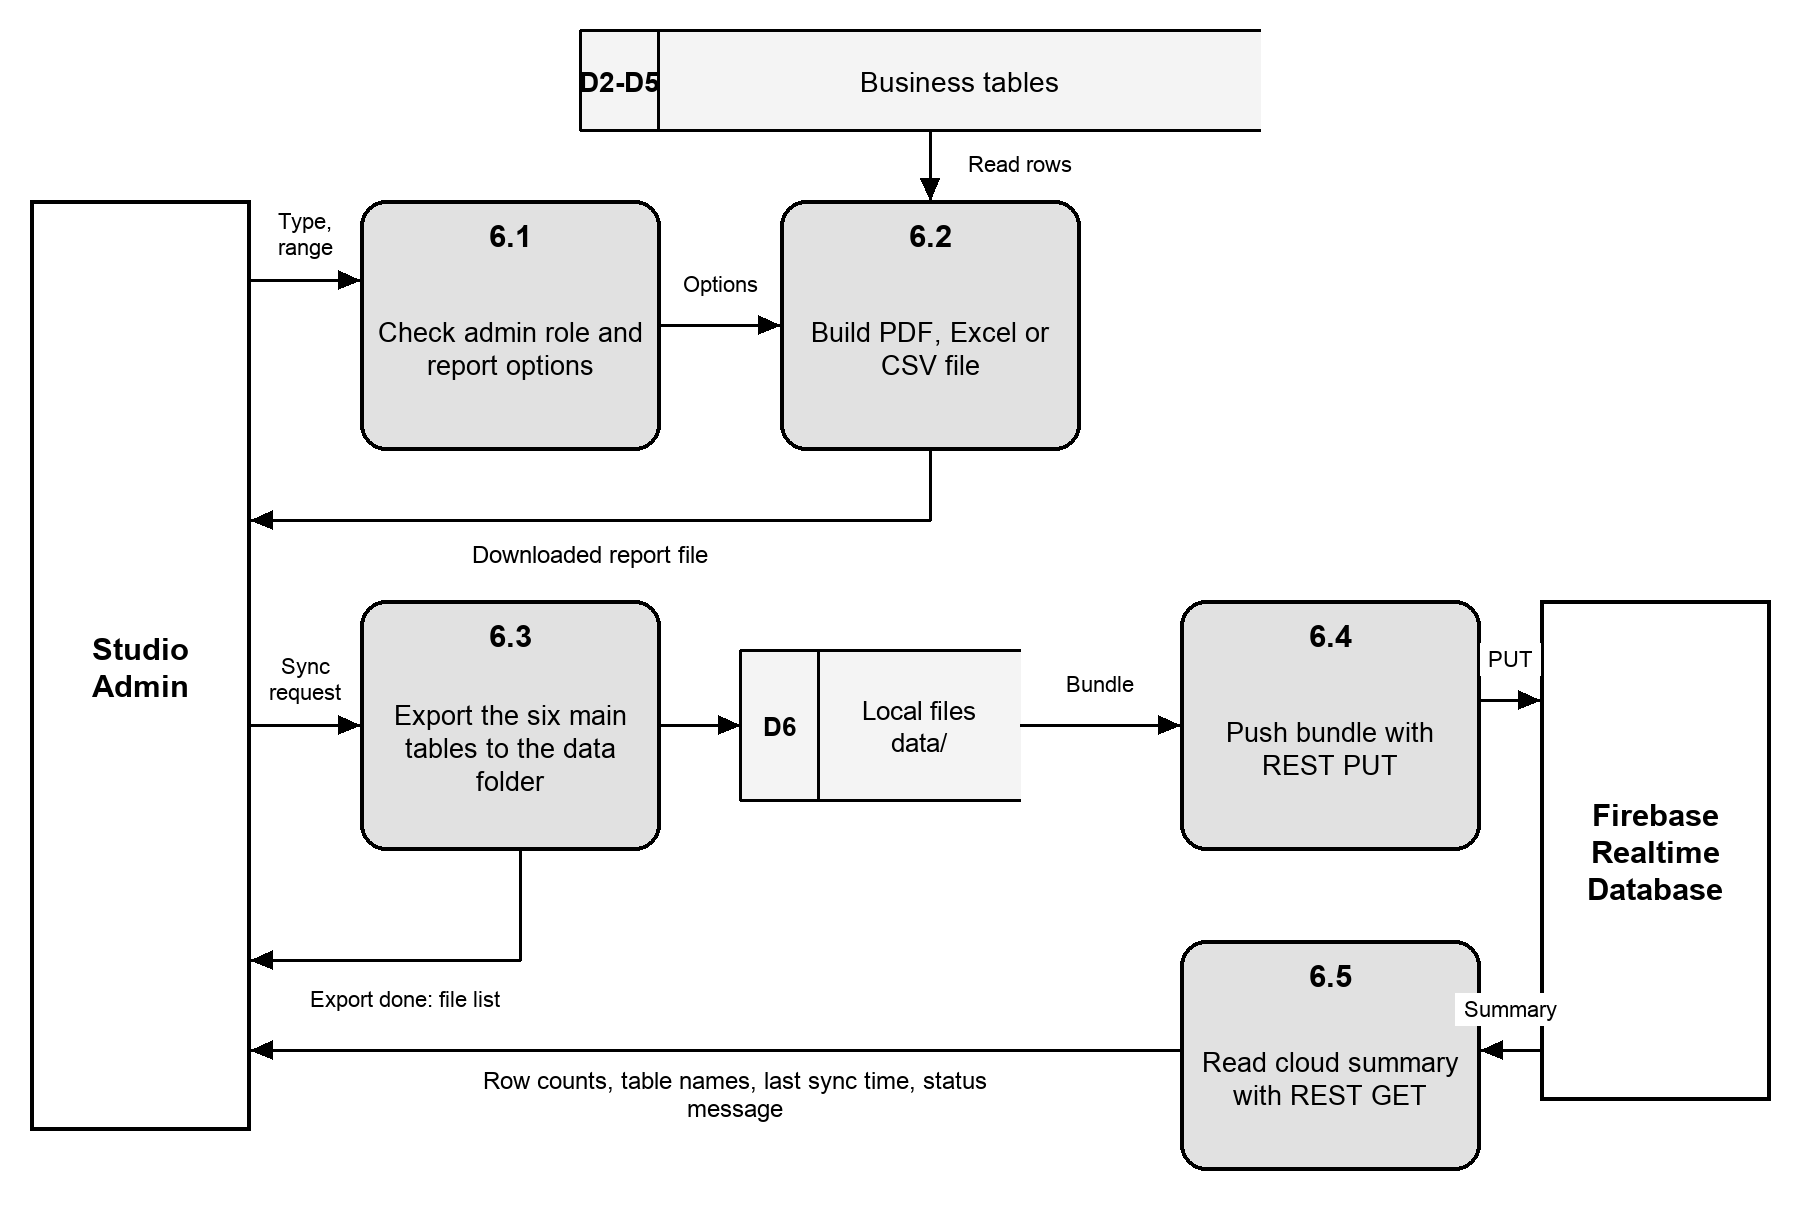 D2-D5
Business tables
Read rows
Type,
range
6.1
Check admin role and
report options
Options
6.2
Build PDF, Excel or
CSV file
Downloaded report file
Studio
Admin
Sync
request
6.3
Export the six main
tables to the data
folder
D6
Local files
data/
Bundle
6.4
Push bundle with
REST PUT
PUT
Firebase
Realtime
Database
Export done: file list
6.5
Read cloud summary
with REST GET
Summary
Row counts, table names, last sync time, status
message